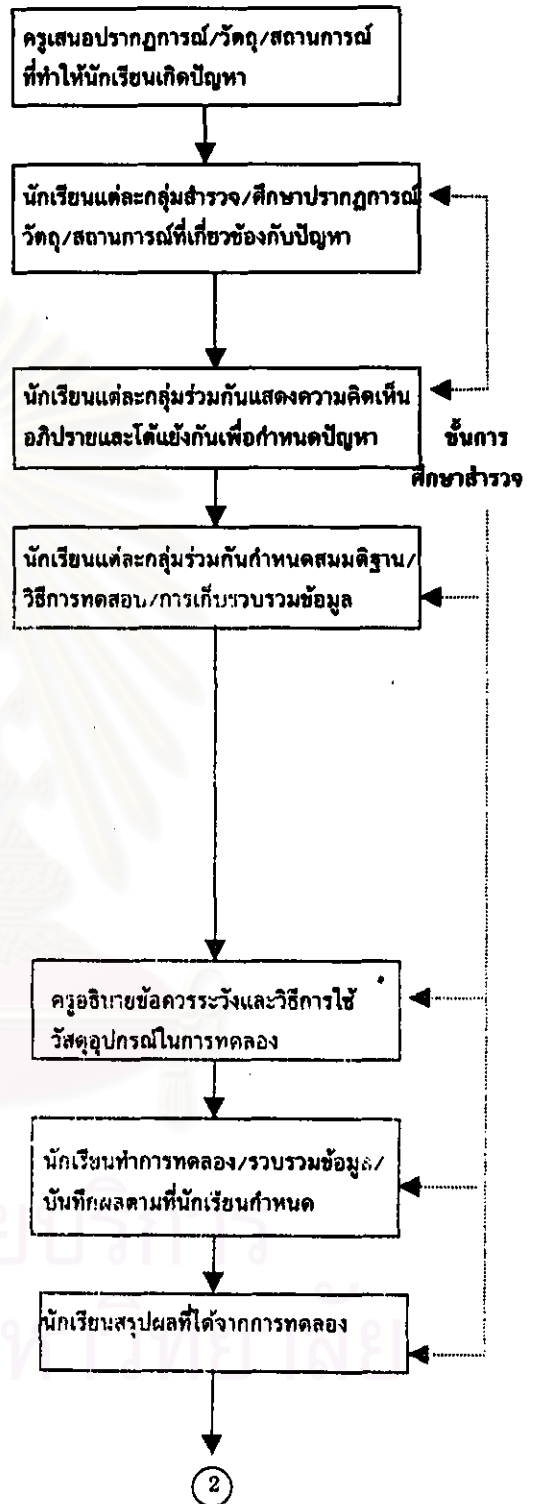 ครูเสนอปรากฏการณ์/วัตถุ/สถานการณ์
ที่ทำให้นักเรียนเกิดปัญหา
นักเรียนแต่ละกลุ่มสำรวจ/ศึกษาปรากฏการณ์
วัตถุ/สถานการณ์ที่เกี่ยวข้องกับปัญหา
นักเรียนแต่ละกลุ่มร่วมกันแสดงความคิดเห็น
อภิปรายและโต้แย้งกันเพื่อกำหนดปัญหา
ขั้นการ
ศึกษาสำรวจ
นักเรียนแต่ละกลุ่มร่วมกันกำหนดสมมติฐาน/
วิธีการทดสอบ/การเก็บรวบรวมข้อมูล
ครูอธิบายข้อควรระวังและวิธีการใช้
วัสดุอุปกรณ์ในการทดลอง
นักเรียนทำการทดลอง/รวบรวมข้อมูล/
บันทึกผลตามที่นักเรียนกำหนด
นักเรียนสรุปผลที่ได้จากการทดลอง
2